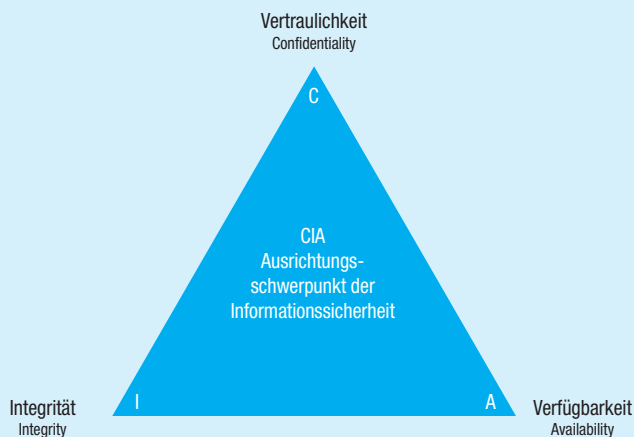 Vertraulichkeit
Confidentiality
C
CIA
Ausrichtungs-
schwerpunkt der
Informationssicherheit
I
A
Integrität
Integrity
Verfügbarkeit
Availability